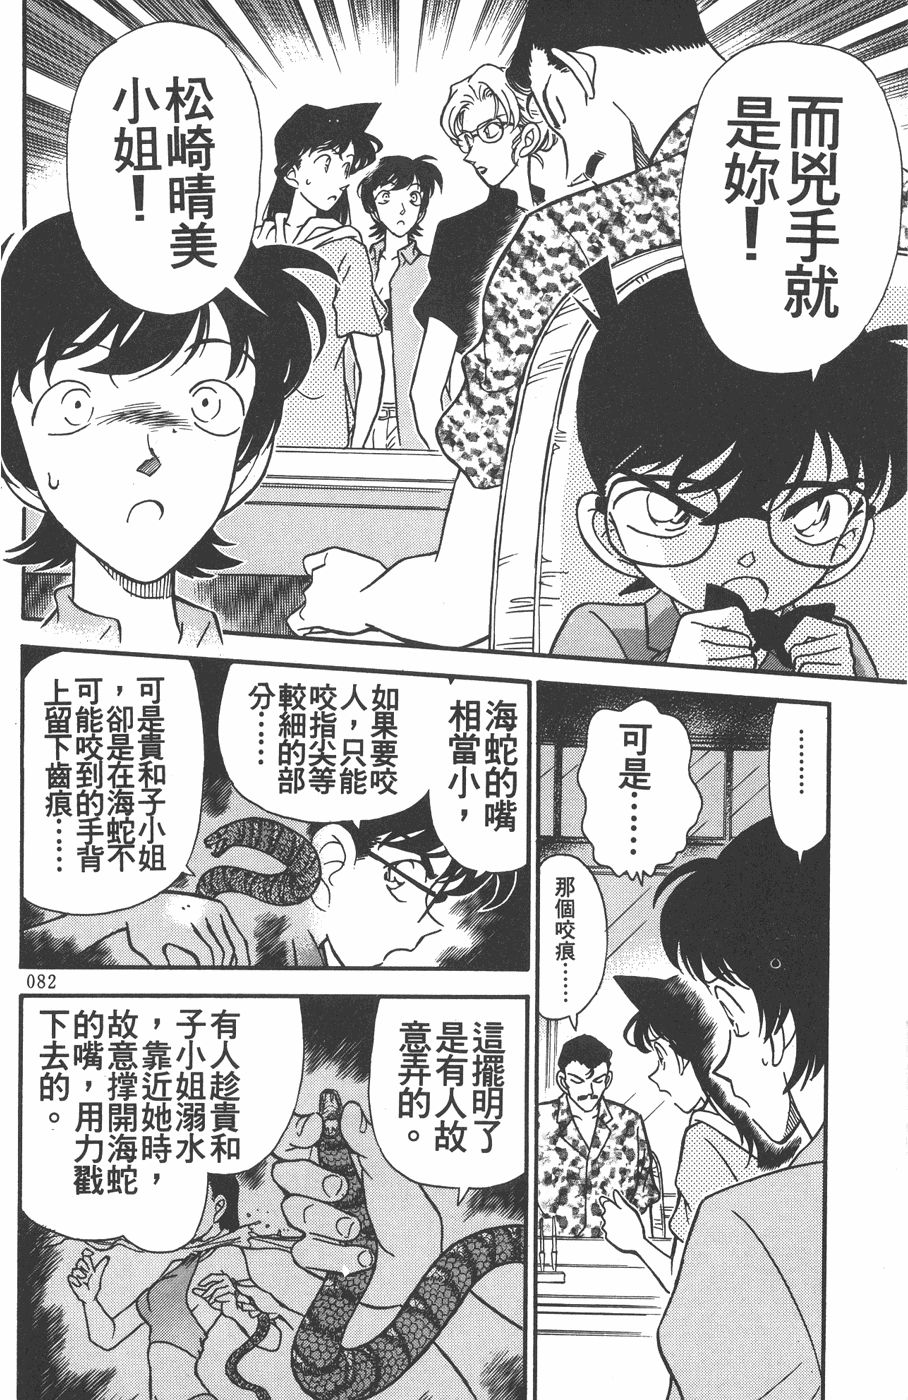 而兇手就
是妳！
松崎晴美
小姐！
………
可是……
那個咬痕……
海蛇的嘴
相當小，
如果要咬
人，只能
咬指尖等
較細的部
分……
可是貴和子小姐
，卻是在海蛇不
可能咬到的手背
上留下齒痕……
這擺明了
是有人故
意弄的。
有人趁貴和
子小姐溺水
，靠近她時，
故意撐開海蛇
的嘴，用力戳
下去的。
082